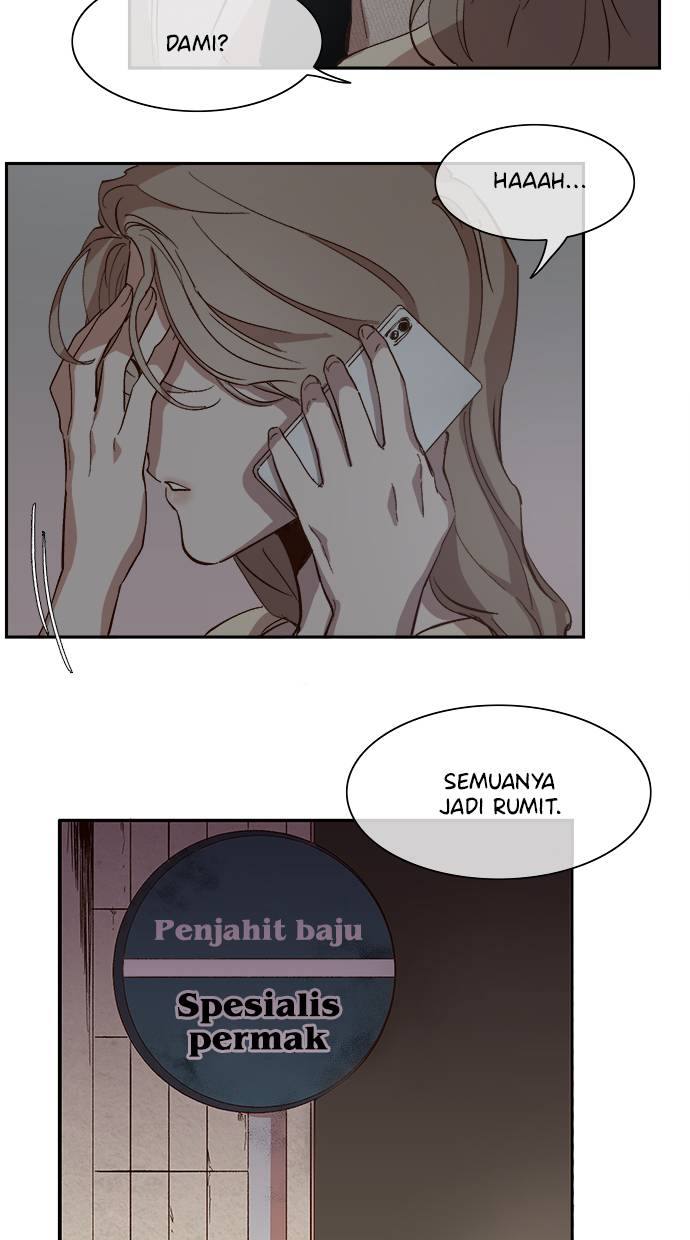 DAMI?
HAAAH...
SEMUANYA
JADI RUMIT.
Penjahit baju
Spesialis
permak